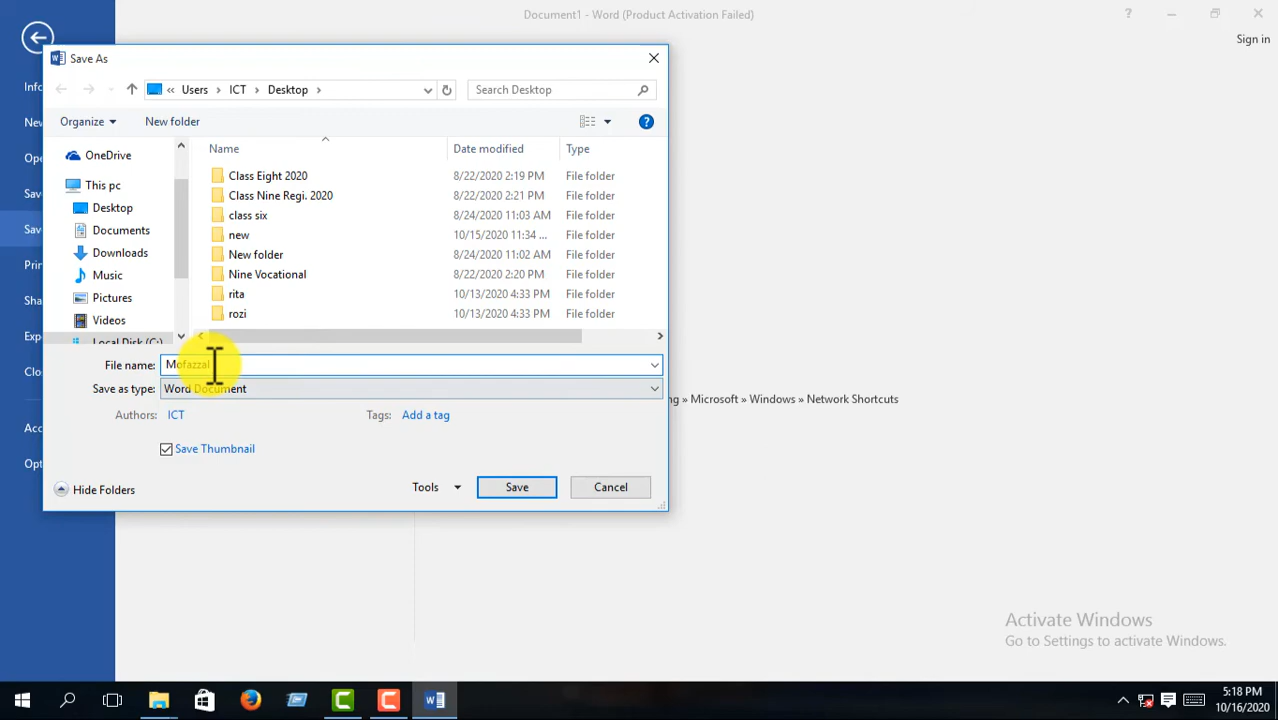 Document1 - Word (Product Activation Failed)
Sign in
Save As
Users
ICT
Desktop
Search Desktop
Organize
New folder
OneDrive
This pc
Desktop
Documents
Downloads
Music
Pictures
Videos
Local Disk (C:)
Name
Date modified
Type
Class Eight 2020 8/22/2020 2:19 PM File folder
Class Nine Regi. 2020 8/22/2020 2:21 PM File folder
class six 8/24/2020 11:03 AM File folder
new 10/15/2020 11:34 ... File folder
New folder 8/24/2020 11:02 AM File folder
Nine Vocational 8/22/2020 2:20 PM File folder
rita 10/13/2020 4:33 PM File folder
rozi 10/13/2020 4:33 PM File folder
File name: Mofazzal
Save as type: Word Document
Authors: ICT
Tags: Add a tag
Save Thumbnail
Hide Folders
Tools
Save
Cancel
Inf
New
Op
Sav
Save
Prin
Sha
Exp
Clo
Acc
Opt
g » Microsoft » Windows » Network Shortcuts
Activate Windows
Go to Settings to activate Windows.
5:18 PM
10/16/2020